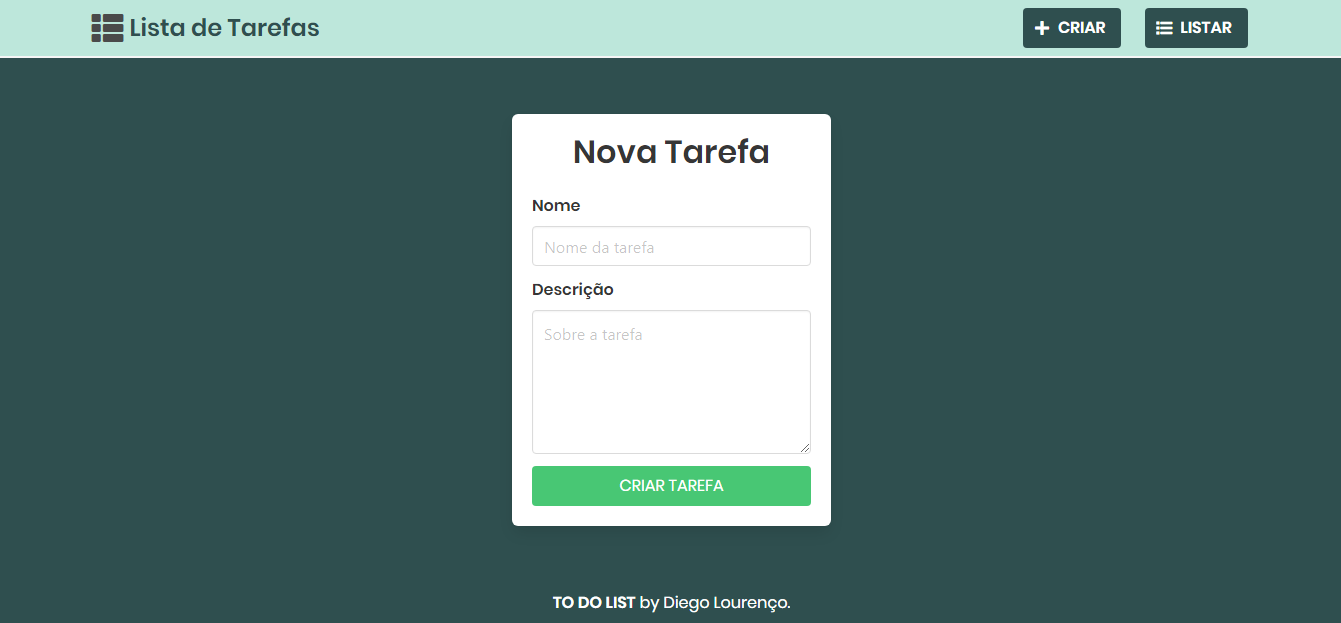 Lista de Tarefas
CRIAR
LISTAR
Nova Tarefa
Nome
Nome da tarefa
Descrição
Sobre a tarefa
CRIAR TAREFA
TO DO LIST by Diego Lourenço.